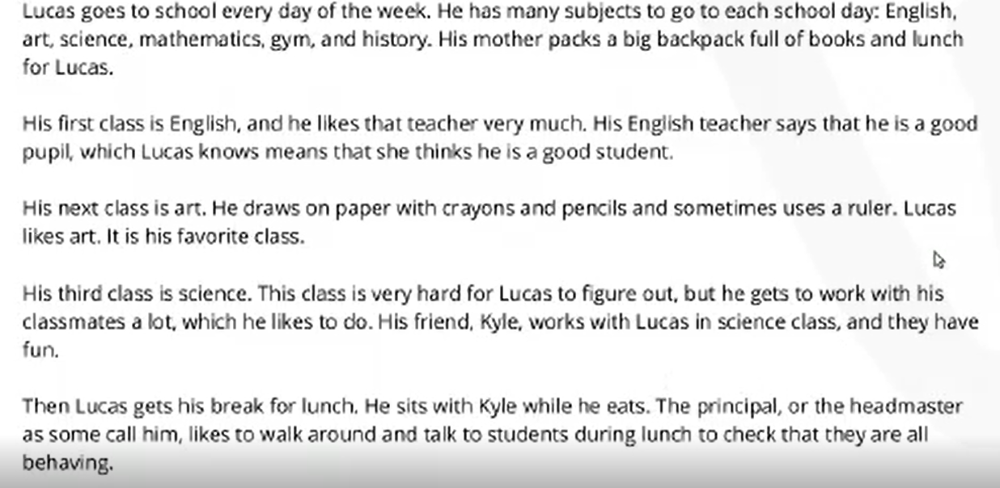 Lucas goes to school every day of the week. He has many subjects to go to each school day: English,
art, science, mathematics, gym, and history. His mother packs a big backpack full of books and lunch
for Lucas.
His first class is English, and he likes that teacher very much. His English teacher says that he is a good
pupil, which Lucas knows means that she thinks he is a good student.
His next class is art. He draws on paper with crayons and pencils and sometimes uses a ruler. Lucas
likes art. It is his favorite class.
His third class is science. This class is very hard for Lucas to figure out, but he gets to work with his
classmates a lot, which he likes to do. His friend, Kyle, works with Lucas in science class, and they have
fun.
Then Lucas gets his break for lunch. He sits with Kyle while he eats. The principal, or the headmaster
as some call him, likes to walk around and talk to students during lunch to check that they are all
behaving.